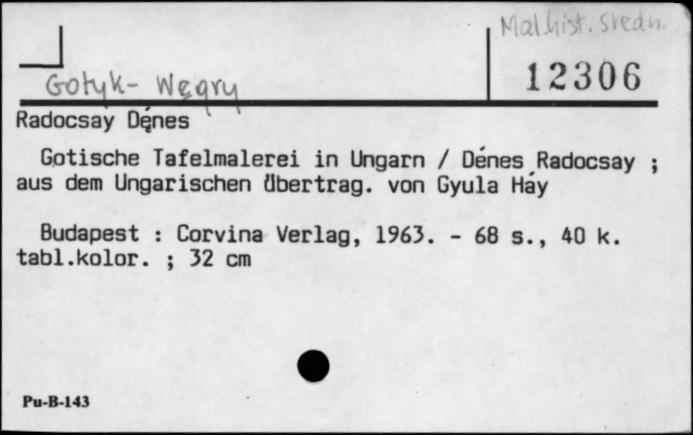 Mal.hist. średn.
12306
Gotyk- Węgry
Radocsay Dęnes
Gotische Tafelmalerei in Ungarn / Dénes Radocsay ;
aus dem Ungarischen übertrag. von Gyula Háy
Budapest : Corvina Verlag, 1963. - 68 s., 40 k.
tabl.kolor. ; 32 cm
Pu-B-143